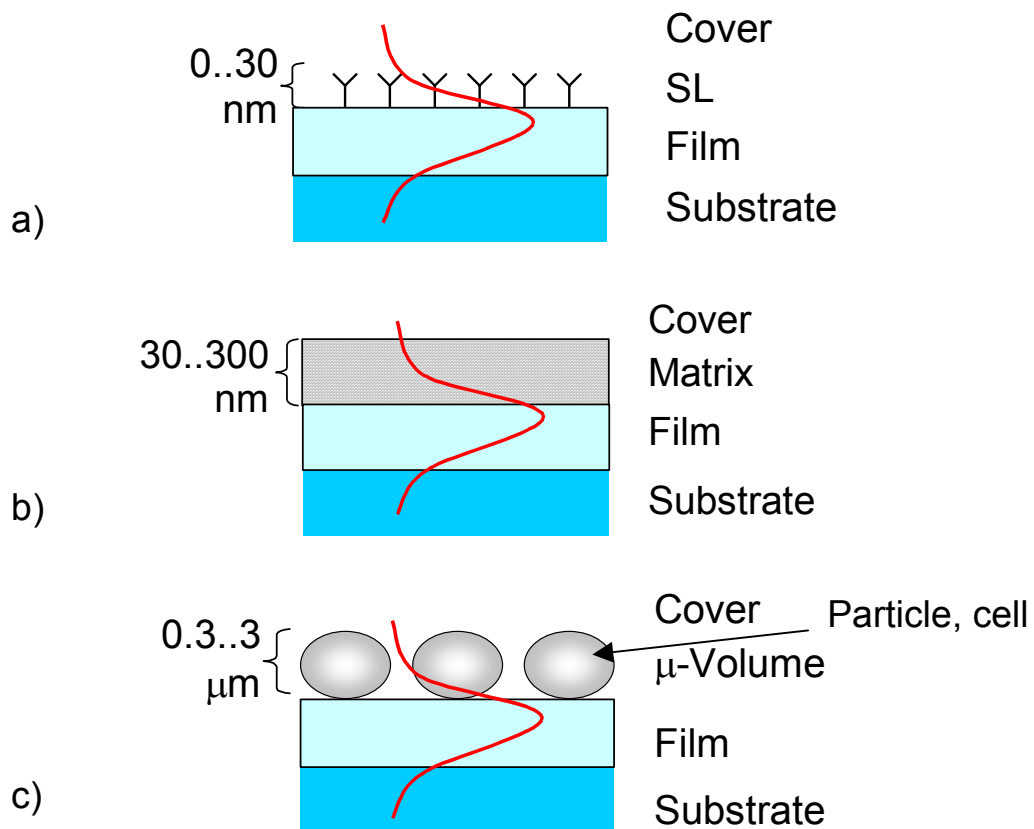 Cover
0..30
nm
SL
Film
Substrate
a)
Cover
30..300
nm
Matrix
Film
Substrate
b)
Cover
Particle, cell
0.3..3
μm
μ-Volume
Film
Substrate
c)